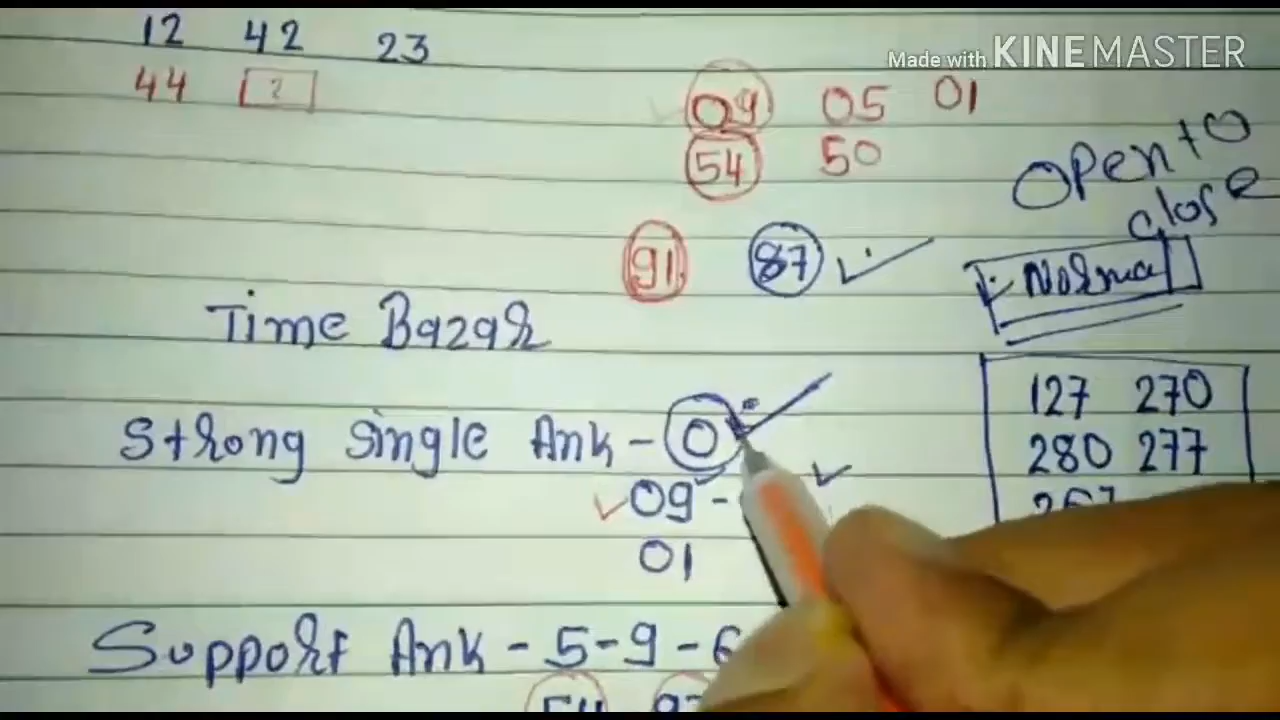 12 42 23
Made with KINEMASTER
44 ?
09 05 01
54 50
Open to close
91 87
Normal
Time Bazar
127 270
Strong single Ank - 0
280 277
09 -
01
Support Ank - 5-9-6
54